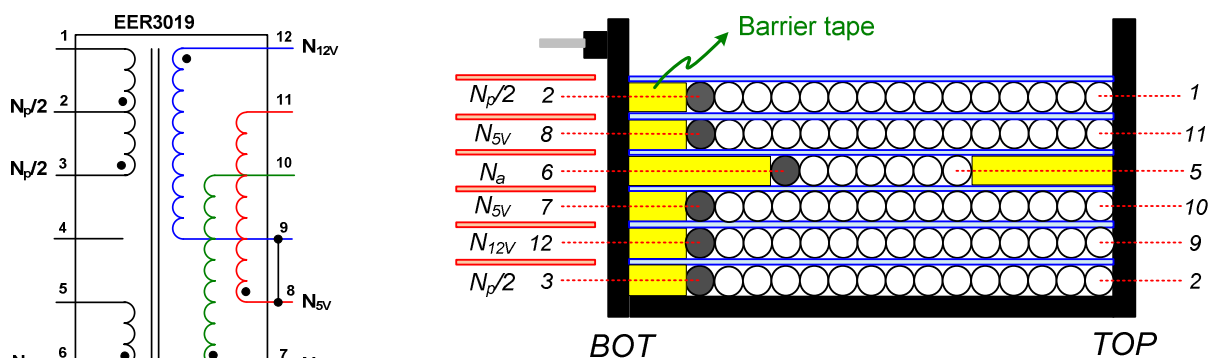 EER3019
1
12
N12V
2
Np/2
11
3
Np/2
10
4
9
5
8
N5V
6
7
Barrier tape
Np/2 2 1
N5V 8 11
Na 6 5
N5V 7 10
N12V 12 9
Np/2 3 2
BOT
TOP